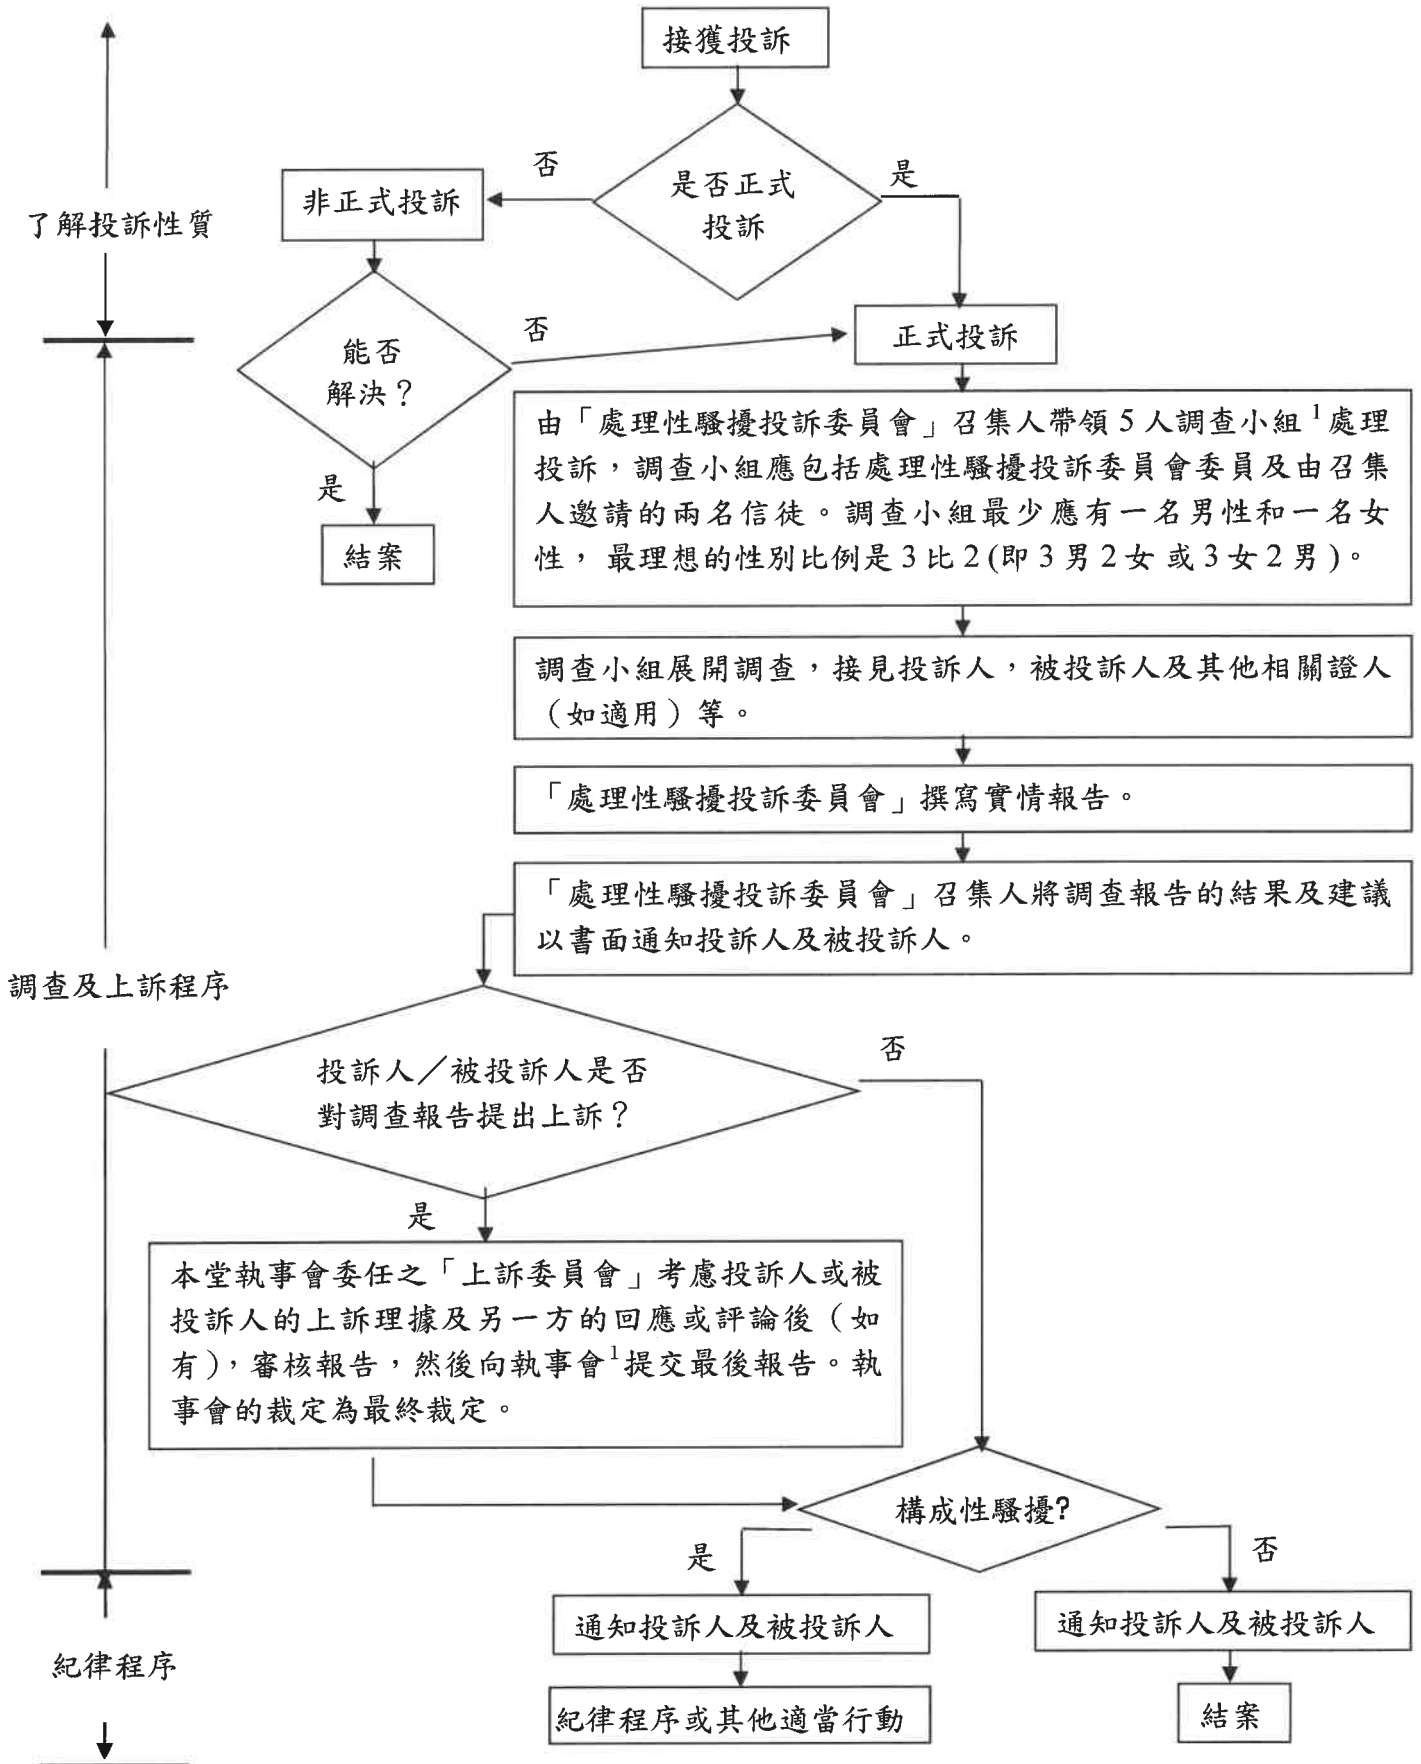 接獲投訴
否
是
是否正式
投訴
非正式投訴
了解投訴性質
否
正式投訴
能否
解決？
是
結案
由「處理性騷擾投訴委員會」召集人帶領5人調查小組1處理
投訴，調查小組應包括處理性騷擾投訴委員會委員及由召集
人邀請的兩名信徒。調查小組最少應有一名男性和一名女
性， 最理想的性別比例是3比2(即3男2女 或3女2男)。
調查小組展開調查，接見投訴人，被投訴人及其他相關證人
（如適用）等。
「處理性騷擾投訴委員會」撰寫實情報告。
「處理性騷擾投訴委員會」召集人將調查報告的結果及建議
以書面通知投訴人及被投訴人。
調查及上訴程序
投訴人／被投訴人是否
對調查報告提出上訴？
否
是
本堂執事會委任之「上訴委員會」考慮投訴人或被
投訴人的上訴理據及另一方的回應或評論後（如
有），審核報告，然後向執事會1提交最後報告。執
事會的裁定為最終裁定。
構成性騷擾?
是
否
通知投訴人及被投訴人
通知投訴人及被投訴人
紀律程序
紀律程序或其他適當行動
結案